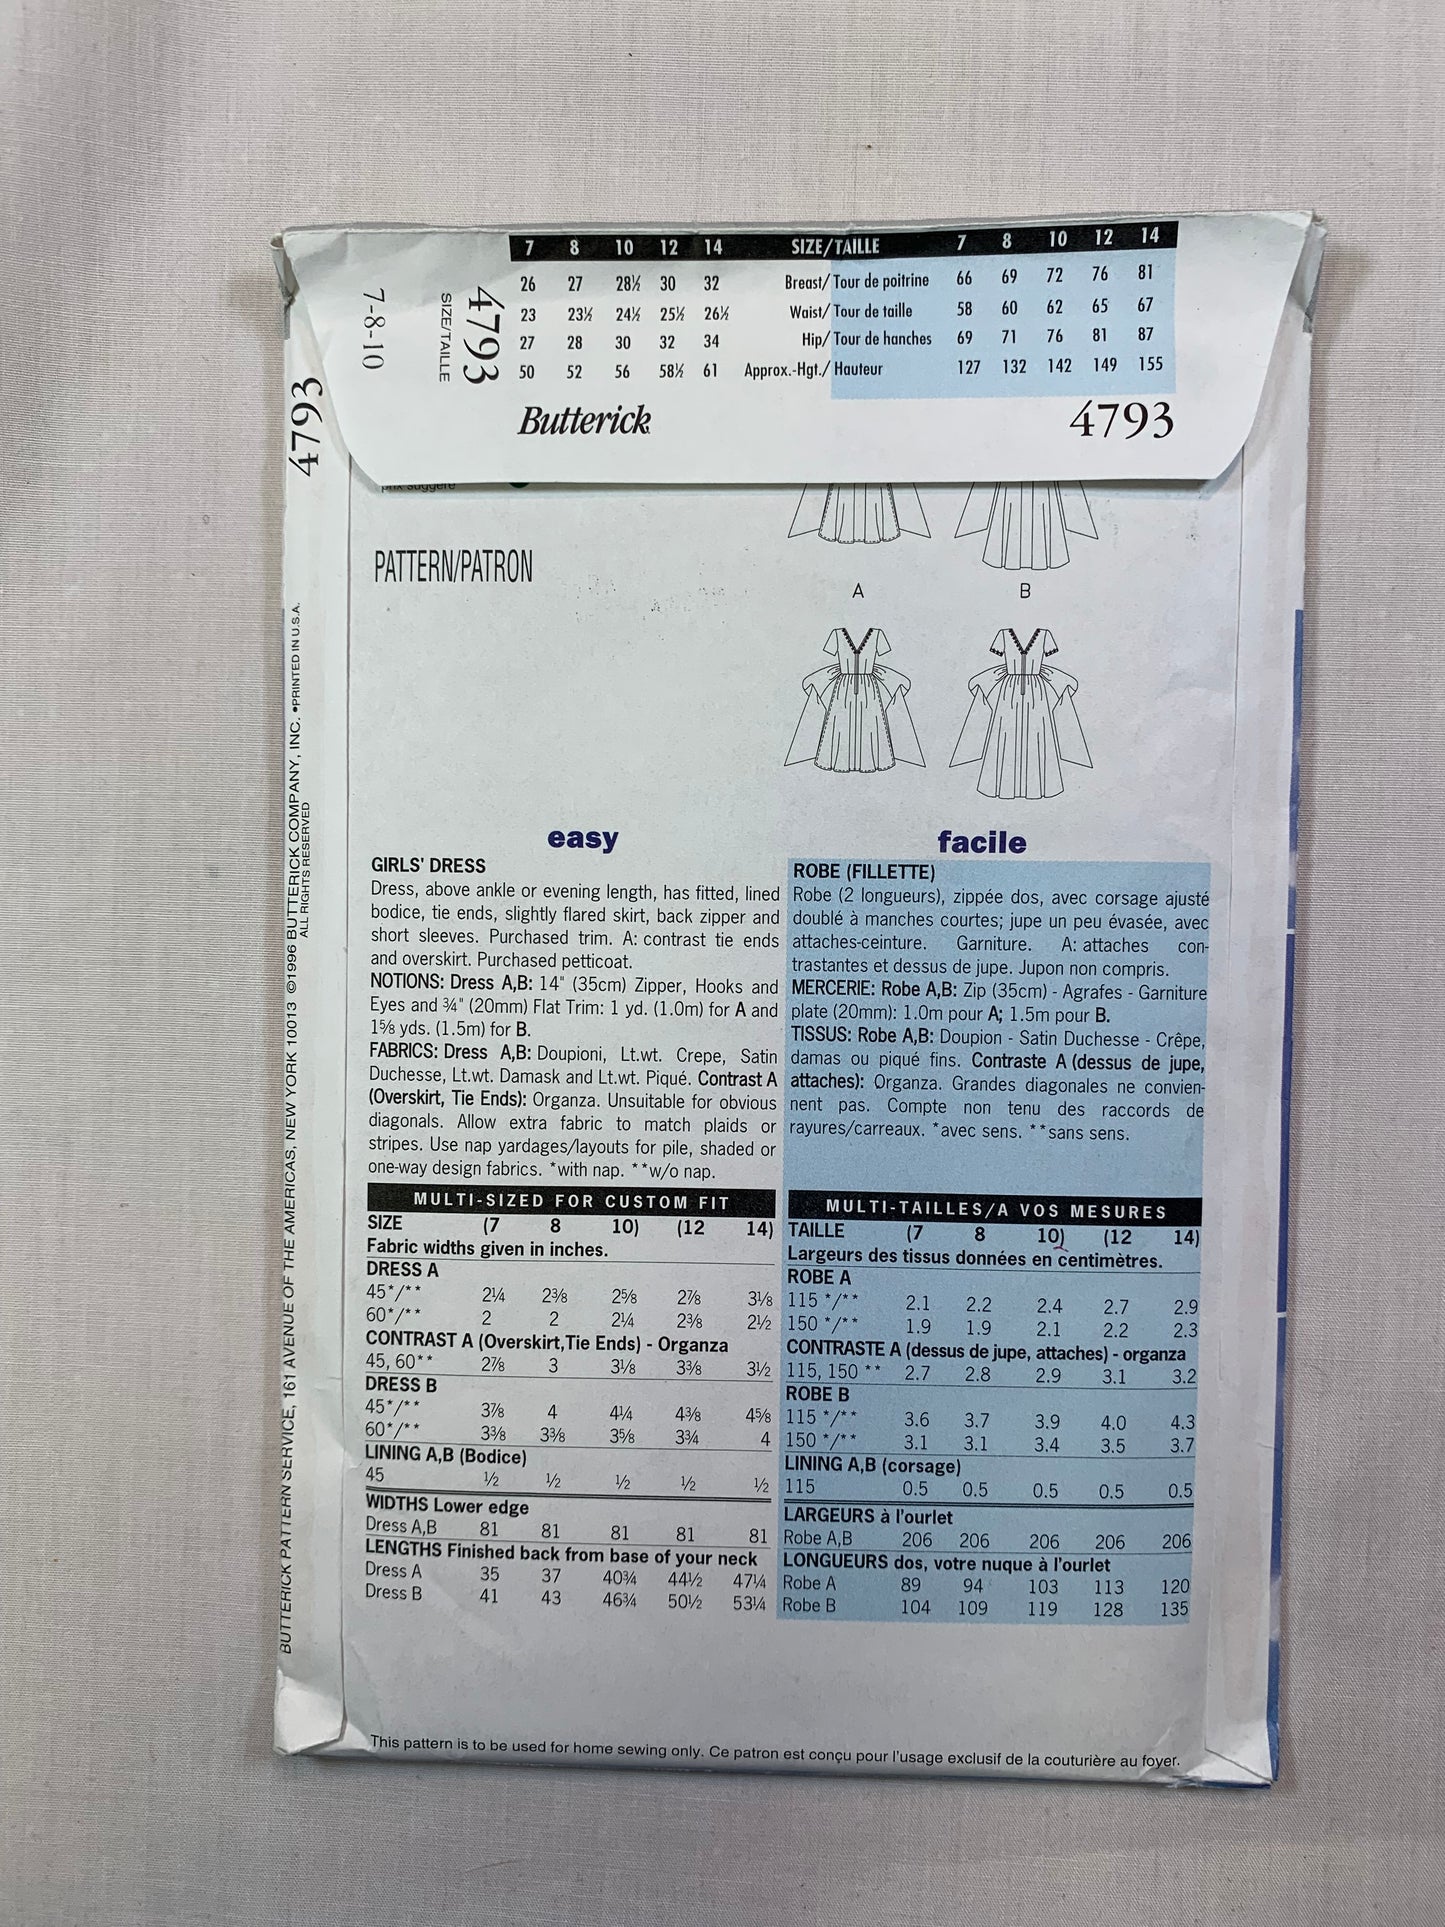 7 8 10 12 14 SIZE/TAILLE 7 8 10 12 14
26 27 28½ 30 32 Breast/Tour de poitrine 66 69 72 76 81
23 23½ 24½ 25½ 26½ Waist/Tour de taille 58 60 62 65 67
27 28 30 32 34 Hip/Tour de hanches 69 71 76 81 87
50 52 56 58½ 61 Approx.-Hgt./Hauteur 127 132 142 149 155
7-8-10
SIZE/TAILLE
4793
Butterick
4793
4793
prix suggéré
PATTERN/PATRON
A B
easy
GIRLS' DRESS
Dress, above ankle or evening length, has fitted, lined
bodice, tie ends, slightly flared skirt, back zipper and
short sleeves. Purchased trim. A: contrast tie ends
and overskirt. Purchased petticoat.
NOTIONS: Dress A,B: 14" (35cm) Zipper, Hooks and
Eyes and ¾" (20mm) Flat Trim: 1 yd. (1.0m) for A and
1⅝ yds. (1.5m) for B.
FABRICS: Dress A,B: Doupioni, Lt.wt. Crepe, Satin
Duchesse, Lt.wt. Damask and Lt.wt. Piqué. Contrast A
(Overskirt, Tie Ends): Organza. Unsuitable for obvious
diagonals. Allow extra fabric to match plaids or
stripes. Use nap yardages/layouts for pile, shaded or
one-way design fabrics. *with nap. **w/o nap.
facile
ROBE (FILLETTE)
Robe (2 longueurs), zippée dos, avec corsage ajusté
doublé à manches courtes; jupe un peu évasée, avec
attaches-ceinture. Garniture. A: attaches con-
trastantes et dessus de jupe. Jupon non compris.
MERCERIE: Robe A,B: Zip (35cm) - Agrafes - Garniture
plate (20mm): 1.0m pour A; 1.5m pour B.
TISSUS: Robe A,B: Doupion - Satin Duchesse - Crêpe,
damas ou piqué fins. Contraste A (dessus de jupe,
attaches): Organza. Grandes diagonales ne convien-
nent pas. Compte non tenu des raccords de
rayures/carreaux. *avec sens. **sans sens.
MULTI-SIZED FOR CUSTOM FIT
SIZE (7 8 10) (12 14)
Fabric widths given in inches.
DRESS A
45*/** 2¼ 2⅜ 2⅝ 2⅞ 3⅛
60*/** 2 2 2¼ 2⅜ 2½
CONTRAST A (Overskirt,Tie Ends) - Organza
45, 60** 2⅞ 3 3⅛ 3⅜ 3½
DRESS B
45*/** 3⅞ 4 4¼ 4⅜ 4⅝
60*/** 3⅜ 3⅜ 3⅝ 3¾ 4
LINING A,B (Bodice)
45 ½ ½ ½ ½ ½
WIDTHS Lower edge
Dress A,B 81 81 81 81 81
LENGTHS Finished back from base of your neck
Dress A 35 37 40¾ 44½ 47¼
Dress B 41 43 46¾ 50½ 53¼
MULTI-TAILLES/A VOS MESURES
TAILLE (7 8 10) (12 14)
Largeurs des tissus données en centimètres.
ROBE A
115 */** 2.1 2.2 2.4 2.7 2.9
150 */** 1.9 1.9 2.1 2.2 2.3
CONTRASTE A (dessus de jupe, attaches) - organza
115, 150 ** 2.7 2.8 2.9 3.1 3.2
ROBE B
115 */** 3.6 3.7 3.9 4.0 4.3
150 */** 3.1 3.1 3.4 3.5 3.7
LINING A,B (corsage)
115 0.5 0.5 0.5 0.5 0.5
LARGEURS à l'ourlet
Robe A,B 206 206 206 206 206
LONGUEURS dos, votre nuque à l'ourlet
Robe A 89 94 103 113 120
Robe B 104 109 119 128 135
This pattern is to be used for home sewing only. Ce patron est conçu pour l'usage exclusif de la couturière au foyer.
BUTTERICK PATTERN SERVICE, 161 AVENUE OF THE AMERICAS, NEW YORK 10013 ©1996 BUTTERICK COMPANY, INC. •PRINTED IN U.S.A.
ALL RIGHTS RESERVED